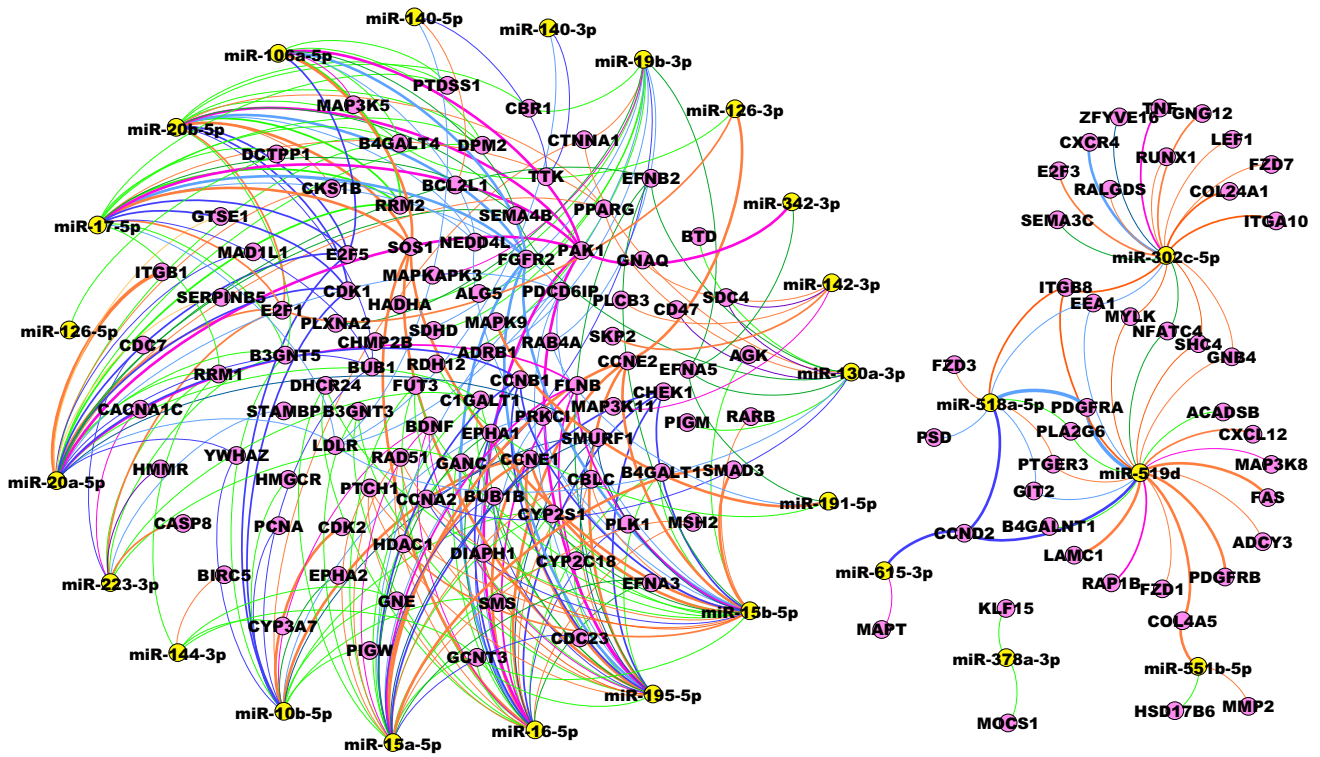 miR-140-5p
miR-140-3p
miR-106a-5p
miR-19b-3p
PTDSS1
MAP3K5
CBR1
miR-126-3p
ZFYVE16
TNF
GNG12
miR-20b-5p
B4GALT4
DPM2
CTNNA1
CXCR4
LEF1
DCTPP1
RUNX1
FZD7
E2F3
CKS1B
BCL2L1
TTK
EFNB2
RALGDS
COL24A1
RRM2
SEMA4B
PPARG
miR-342-3p
SEMA3C
ITGA10
miR-17-5p
GTSE1
BTD
MAD1L1
E2F5
SOS1
NEDD4L
FGFR2
PAK1
GNAQ
miR-302c-5p
ITGB1
MAPKAPK3
miR-142-3p
SERPINB5
CDK1
HADHA
ALG5
PDCD6IP
PLCB3
CD47
SDC4
ITGB8
EEA1
E2F1
PLXNA2
SDHD
MAPK9
MYLK
miR-126-5p
NFATC4
CDC7
CHMP2B
RAB4A
SKP2
SHC4
B3GNT5
BUB1
RDH12
ADRB1
CCNE2
AGK
GNB4
RRM1
DHCR24
FUT3
CCNB1
FLNB
EFNA5
miR-130a-3p
FZD3
CACNA1C
STAMBP
B3GNT3
C1GALT1
PRKCI
MAP3K11
CHEK1
PIGM
RARB
miR-518a-5p
PDGFRA
ACADSB
BDNF
EPHA1
SMURF1
PSD
PLA2G6
CXCL12
YWHAZ
LDLR
RAD51
GANC
CCNE1
PTGER3
miR-519d
MAP3K8
miR-20a-5p
HMMR
HMGCR
PTCH1
CCNA2
BUB1B
CBLC
B4GALT1
SMAD3
GIT2
FAS
miR-191-5p
CASP8
PCNA
CDK2
CYP2S1
PLK1
MSH2
CCND2
B4GALNT1
HDAC1
DIAPH1
CYP2C18
LAMC1
ADCY3
miR-223-3p
BIRC5
EPHA2
EFNA3
miR-615-3p
RAP1B
FZD1
PDGFRB
GNE
SMS
miR-15b-5p
KLF15
CYP3A7
CDC23
MAPT
COL4A5
miR-144-3p
PIGW
GCNT3
miR-378a-3p
miR-551b-5p
miR-195-5p
miR-10b-5p
MOCS1
HSD17B6
MMP2
miR-16-5p
miR-15a-5p